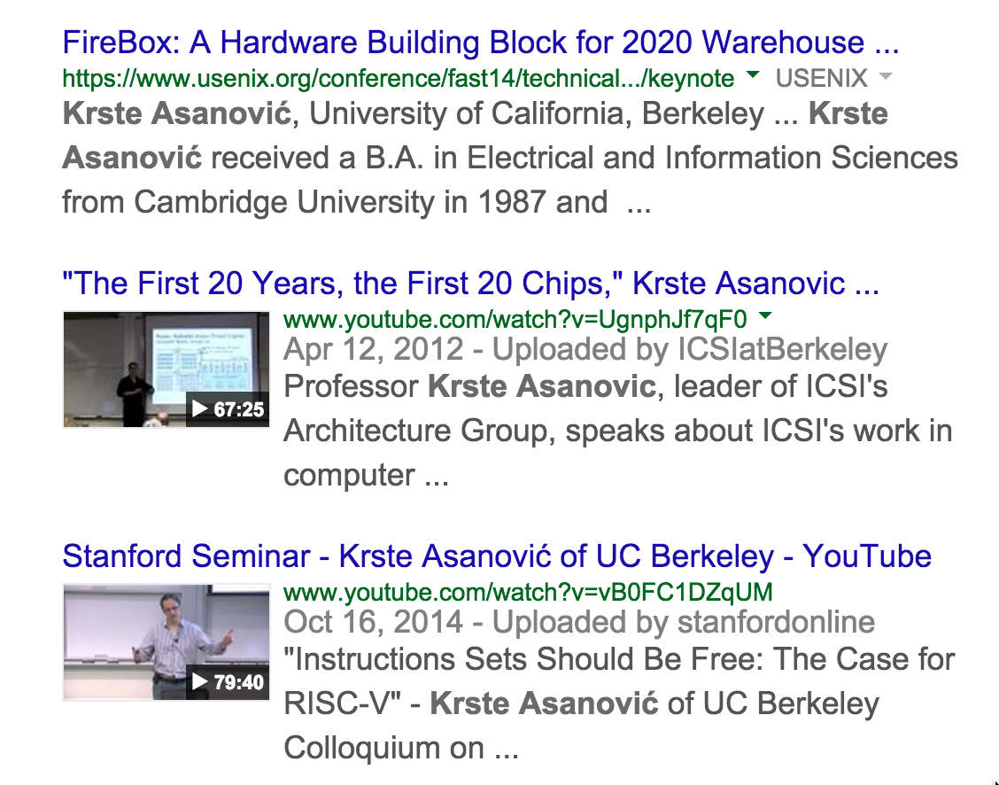 FireBox: A Hardware Building Block for 2020 Warehouse ...
https://www.usenix.org/conference/fast14/technical.../keynote USENIX
Krste Asanović, University of California, Berkeley ... Krste
Asanović received a B.A. in Electrical and Information Sciences
from Cambridge University in 1987 and ...
"The First 20 Years, the First 20 Chips," Krste Asanovic ...
www.youtube.com/watch?v=UgnphJf7qF0
Apr 12, 2012 - Uploaded by ICSIatBerkeley
Professor Krste Asanovic, leader of ICSI's
Architecture Group, speaks about ICSI's work in
computer ...
67:25
Stanford Seminar - Krste Asanović of UC Berkeley - YouTube
www.youtube.com/watch?v=vB0FC1DZqUM
Oct 16, 2014 - Uploaded by stanfordonline
"Instructions Sets Should Be Free: The Case for
RISC-V" - Krste Asanović of UC Berkeley
Colloquium on ...
79:40